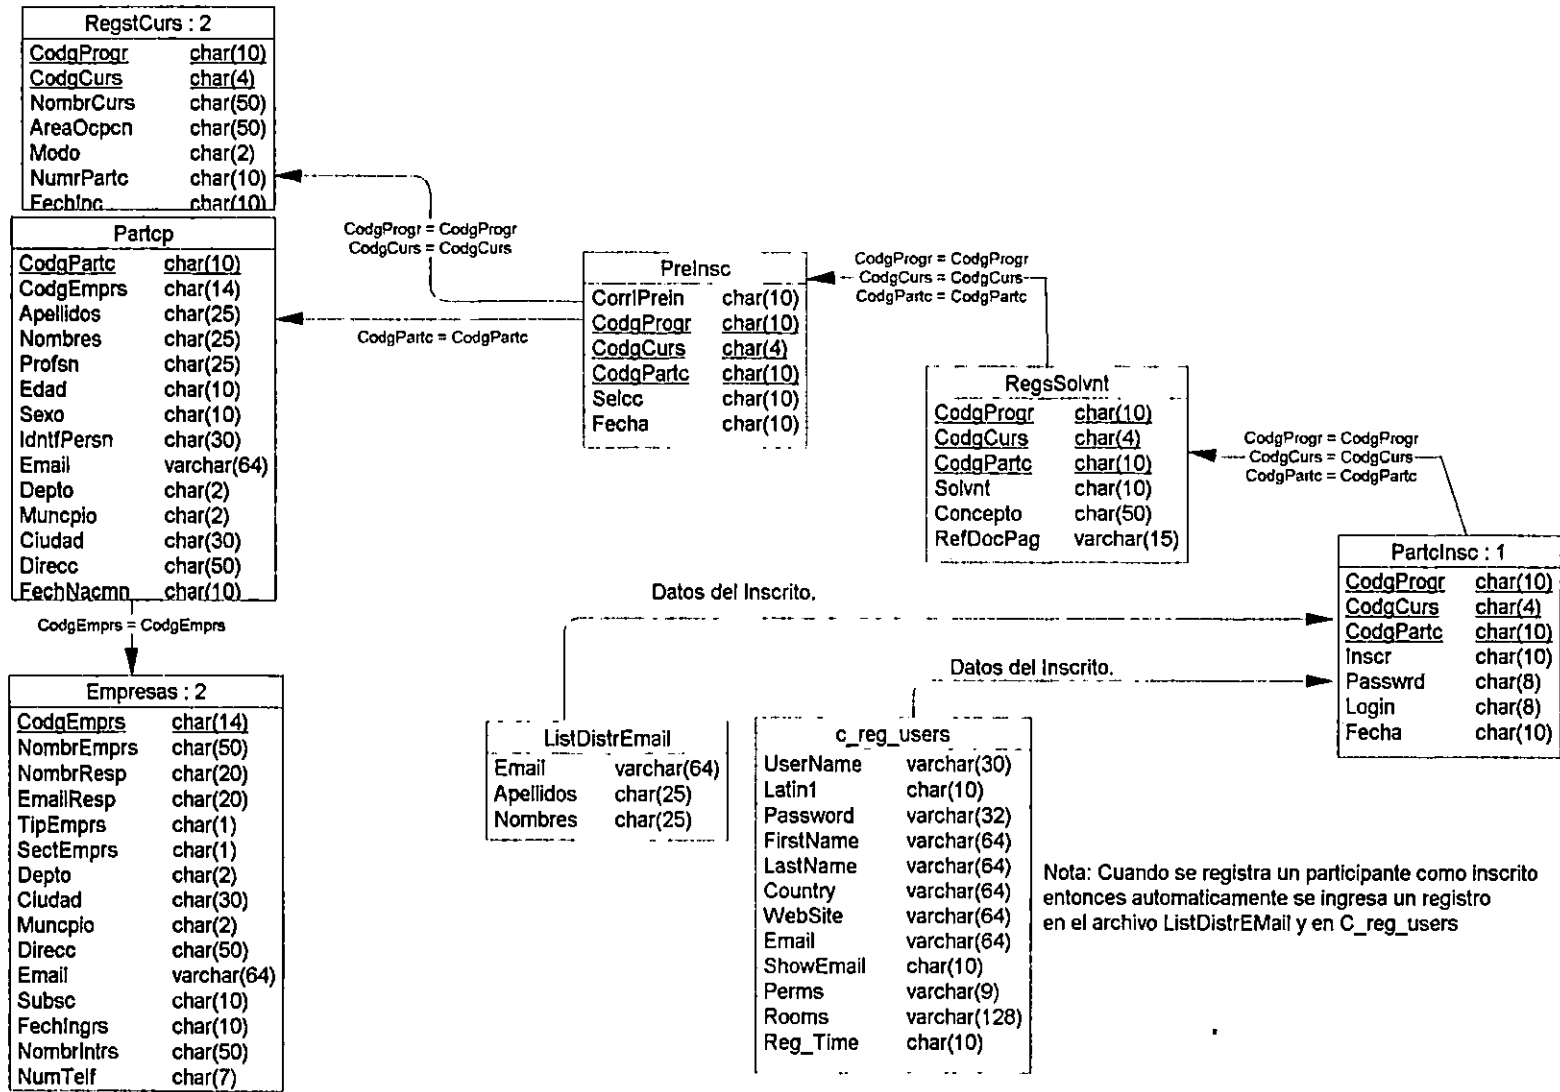 RegstCurs : 2
CodgProgr char(10)
CodgCurs char(4)
NombrCurs char(50)
AreaOcpcn char(50)
Modo char(2)
NumrPartc char(10)
FechInc char(10)
Partcp
CodgPartc char(10)
CodgEmprs char(14)
Apellidos char(25)
Nombres char(25)
Profsn char(25)
Edad char(10)
Sexo char(10)
IdntfPersn char(30)
Email varchar(64)
Depto char(2)
Muncpio char(2)
Ciudad char(30)
Direcc char(50)
FechNacmn char(10)
CodgEmprs = CodgEmprs
Empresas : 2
CodgEmprs char(14)
NombrEmprs char(50)
NombrResp char(20)
EmailResp char(20)
TipEmprs char(1)
SectEmprs char(1)
Depto char(2)
Ciudad char(30)
Muncpio char(2)
Direcc char(50)
Email varchar(64)
Subsc char(10)
FechIngrs char(10)
NombrIntrs char(50)
NumTelf char(7)
CodgProgr = CodgProgr
CodgCurs = CodgCurs
CodgPartc = CodgPartc
PreInsc
CorrlPrein char(10)
CodgProgr char(10)
CodgCurs char(4)
CodgPartc char(10)
Selcc char(10)
Fecha char(10)
CodgProgr = CodgProgr
CodgCurs = CodgCurs
CodgPartc = CodgPartc
RegsSolvnt
CodgProgr char(10)
CodgCurs char(4)
CodgPartc char(10)
Solvnt char(10)
Concepto char(50)
RefDocPag varchar(15)
CodgProgr = CodgProgr
CodgCurs = CodgCurs
CodgPartc = CodgPartc
PartcInsc : 1
CodgProgr char(10)
CodgCurs char(4)
CodgPartc char(10)
Inscr char(10)
Passwrd char(8)
Login char(8)
Fecha char(10)
Datos del Inscrito.
Datos del Inscrito.
ListDistrEmail
Email varchar(64)
Apellidos char(25)
Nombres char(25)
c_reg_users
UserName varchar(30)
Latin1 char(10)
Password varchar(32)
FirstName varchar(64)
LastName varchar(64)
Country varchar(64)
WebSite varchar(64)
Email varchar(64)
ShowEmail char(10)
Perms varchar(9)
Rooms varchar(128)
Reg_Time char(10)
Nota: Cuando se registra un participante como inscrito
entonces automaticamente se ingresa un registro
en el archivo ListDistrEMail y en C_reg_users